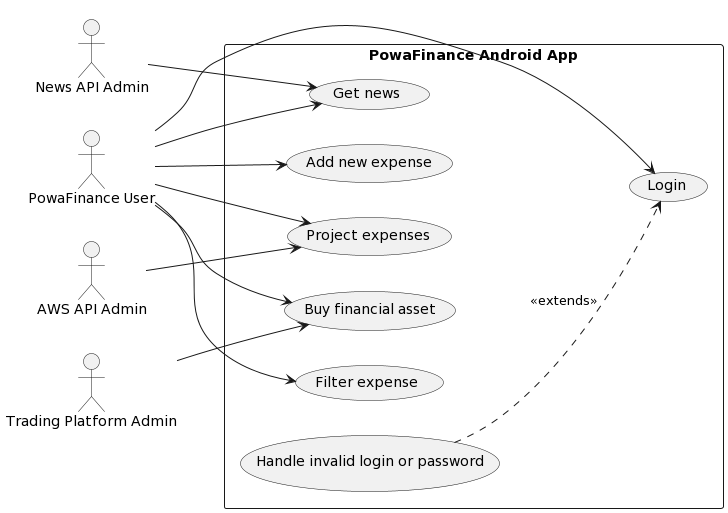 PowaFinance Android App
News API Admin
Get news
PowaFinance User
Add new expense
Login
Project expenses
AWS API Admin
Buy financial asset
«extends»
Filter expense
Trading Platform Admin
Handle invalid login or password